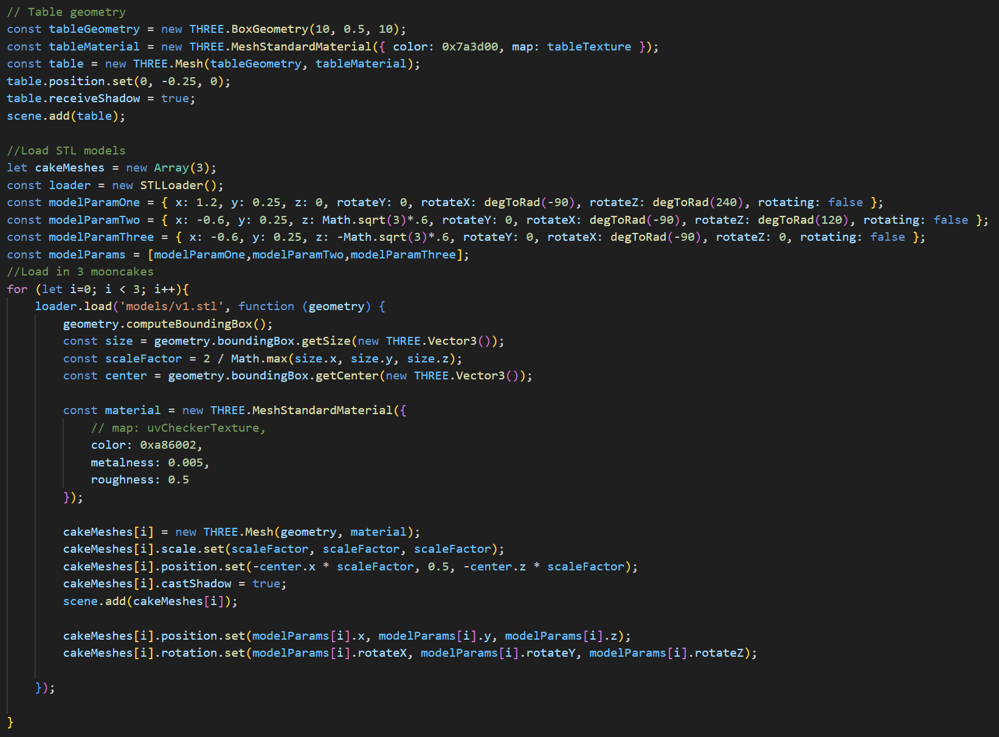 // Table geometry
const tableGeometry = new THREE.BoxGeometry(10, 0.5, 10);
const tableMaterial = new THREE.MeshStandardMaterial({ color: 0x7a3d00, map: tableTexture });
const table = new THREE.Mesh(tableGeometry, tableMaterial);
table.position.set(0, -0.25, 0);
table.receiveShadow = true;
scene.add(table);

//Load STL models
let cakeMeshes = new Array(3);
const loader = new STLLoader();
const modelParamOne = { x: 1.2, y: 0.25, z: 0, rotateY: 0, rotateX: degToRad(-90), rotateZ: degToRad(240), rotating: false };
const modelParamTwo = { x: -0.6, y: 0.25, z: Math.sqrt(3)*.6, rotateY: 0, rotateX: degToRad(-90), rotateZ: degToRad(120), rotating: false };
const modelParamThree = { x: -0.6, y: 0.25, z: -Math.sqrt(3)*.6, rotateY: 0, rotateX: degToRad(-90), rotateZ: 0, rotating: false };
const modelParams = [modelParamOne,modelParamTwo,modelParamThree];
//Load in 3 mooncakes
for (let i=0; i < 3; i++){
    loader.load('models/v1.stl', function (geometry) {
        geometry.computeBoundingBox();
        const size = geometry.boundingBox.getSize(new THREE.Vector3());
        const scaleFactor = 2 / Math.max(size.x, size.y, size.z);
        const center = geometry.boundingBox.getCenter(new THREE.Vector3());

        const material = new THREE.MeshStandardMaterial({
            // map: uvCheckerTexture,
            color: 0xa86002,
            metalness: 0.005,
            roughness: 0.5
        });

        cakeMeshes[i] = new THREE.Mesh(geometry, material);
        cakeMeshes[i].scale.set(scaleFactor, scaleFactor, scaleFactor);
        cakeMeshes[i].position.set(-center.x * scaleFactor, 0.5, -center.z * scaleFactor);
        cakeMeshes[i].castShadow = true;
        scene.add(cakeMeshes[i]);

        cakeMeshes[i].position.set(modelParams[i].x, modelParams[i].y, modelParams[i].z);
        cakeMeshes[i].rotation.set(modelParams[i].rotateX, modelParams[i].rotateY, modelParams[i].rotateZ);

    });

}